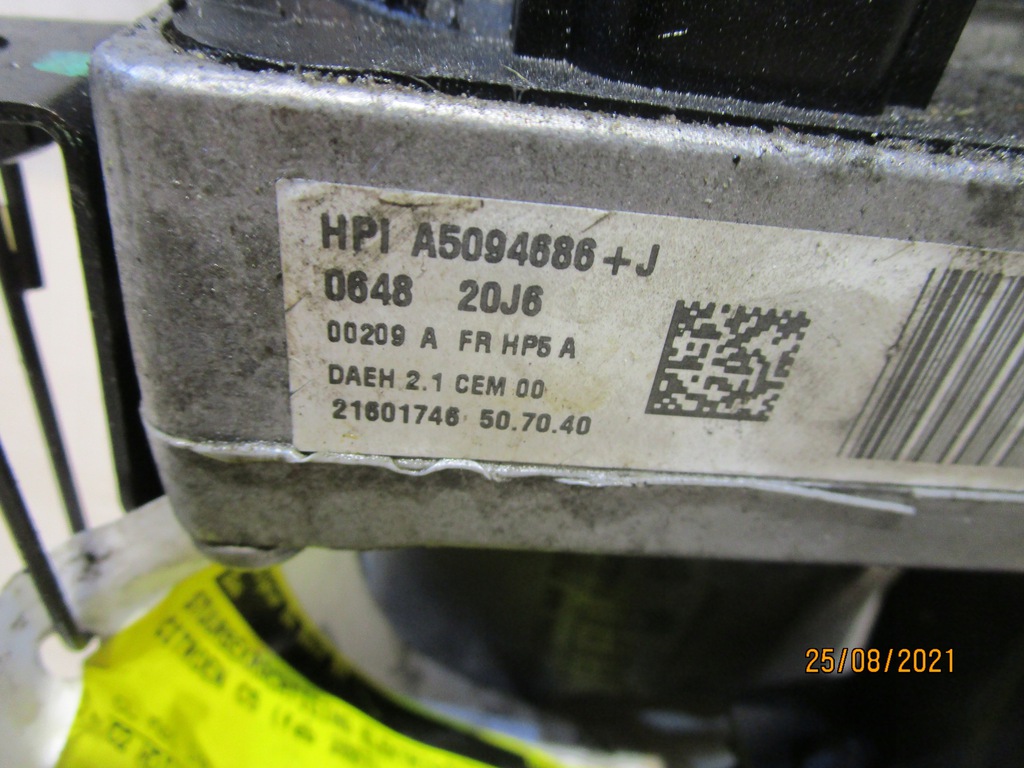 HPI A5094686+J
0648 20J6
00209 A FR HP5 A
DAEH 2.1 CEM 00
21601746 50.70.40
25/08/2021